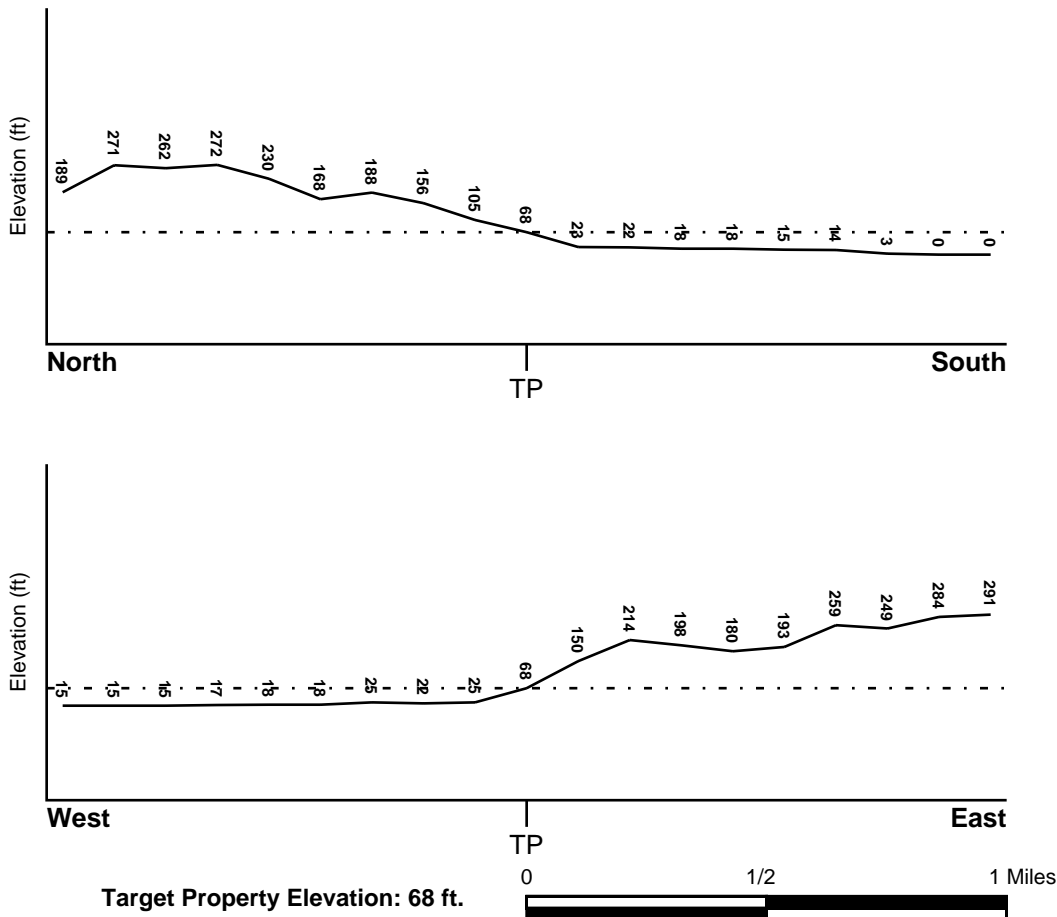 Elevation (ft)
189 271 262 272 230 168 188 156 105 68 23 22 18 18 15 14 3 0 0
North South
TP
Elevation (ft)
15 15 15 17 18 18 25 22 25 68 150 214 198 180 193 259 249 284 291
West East
TP
Target Property Elevation: 68 ft.
0 1/2 1 Miles